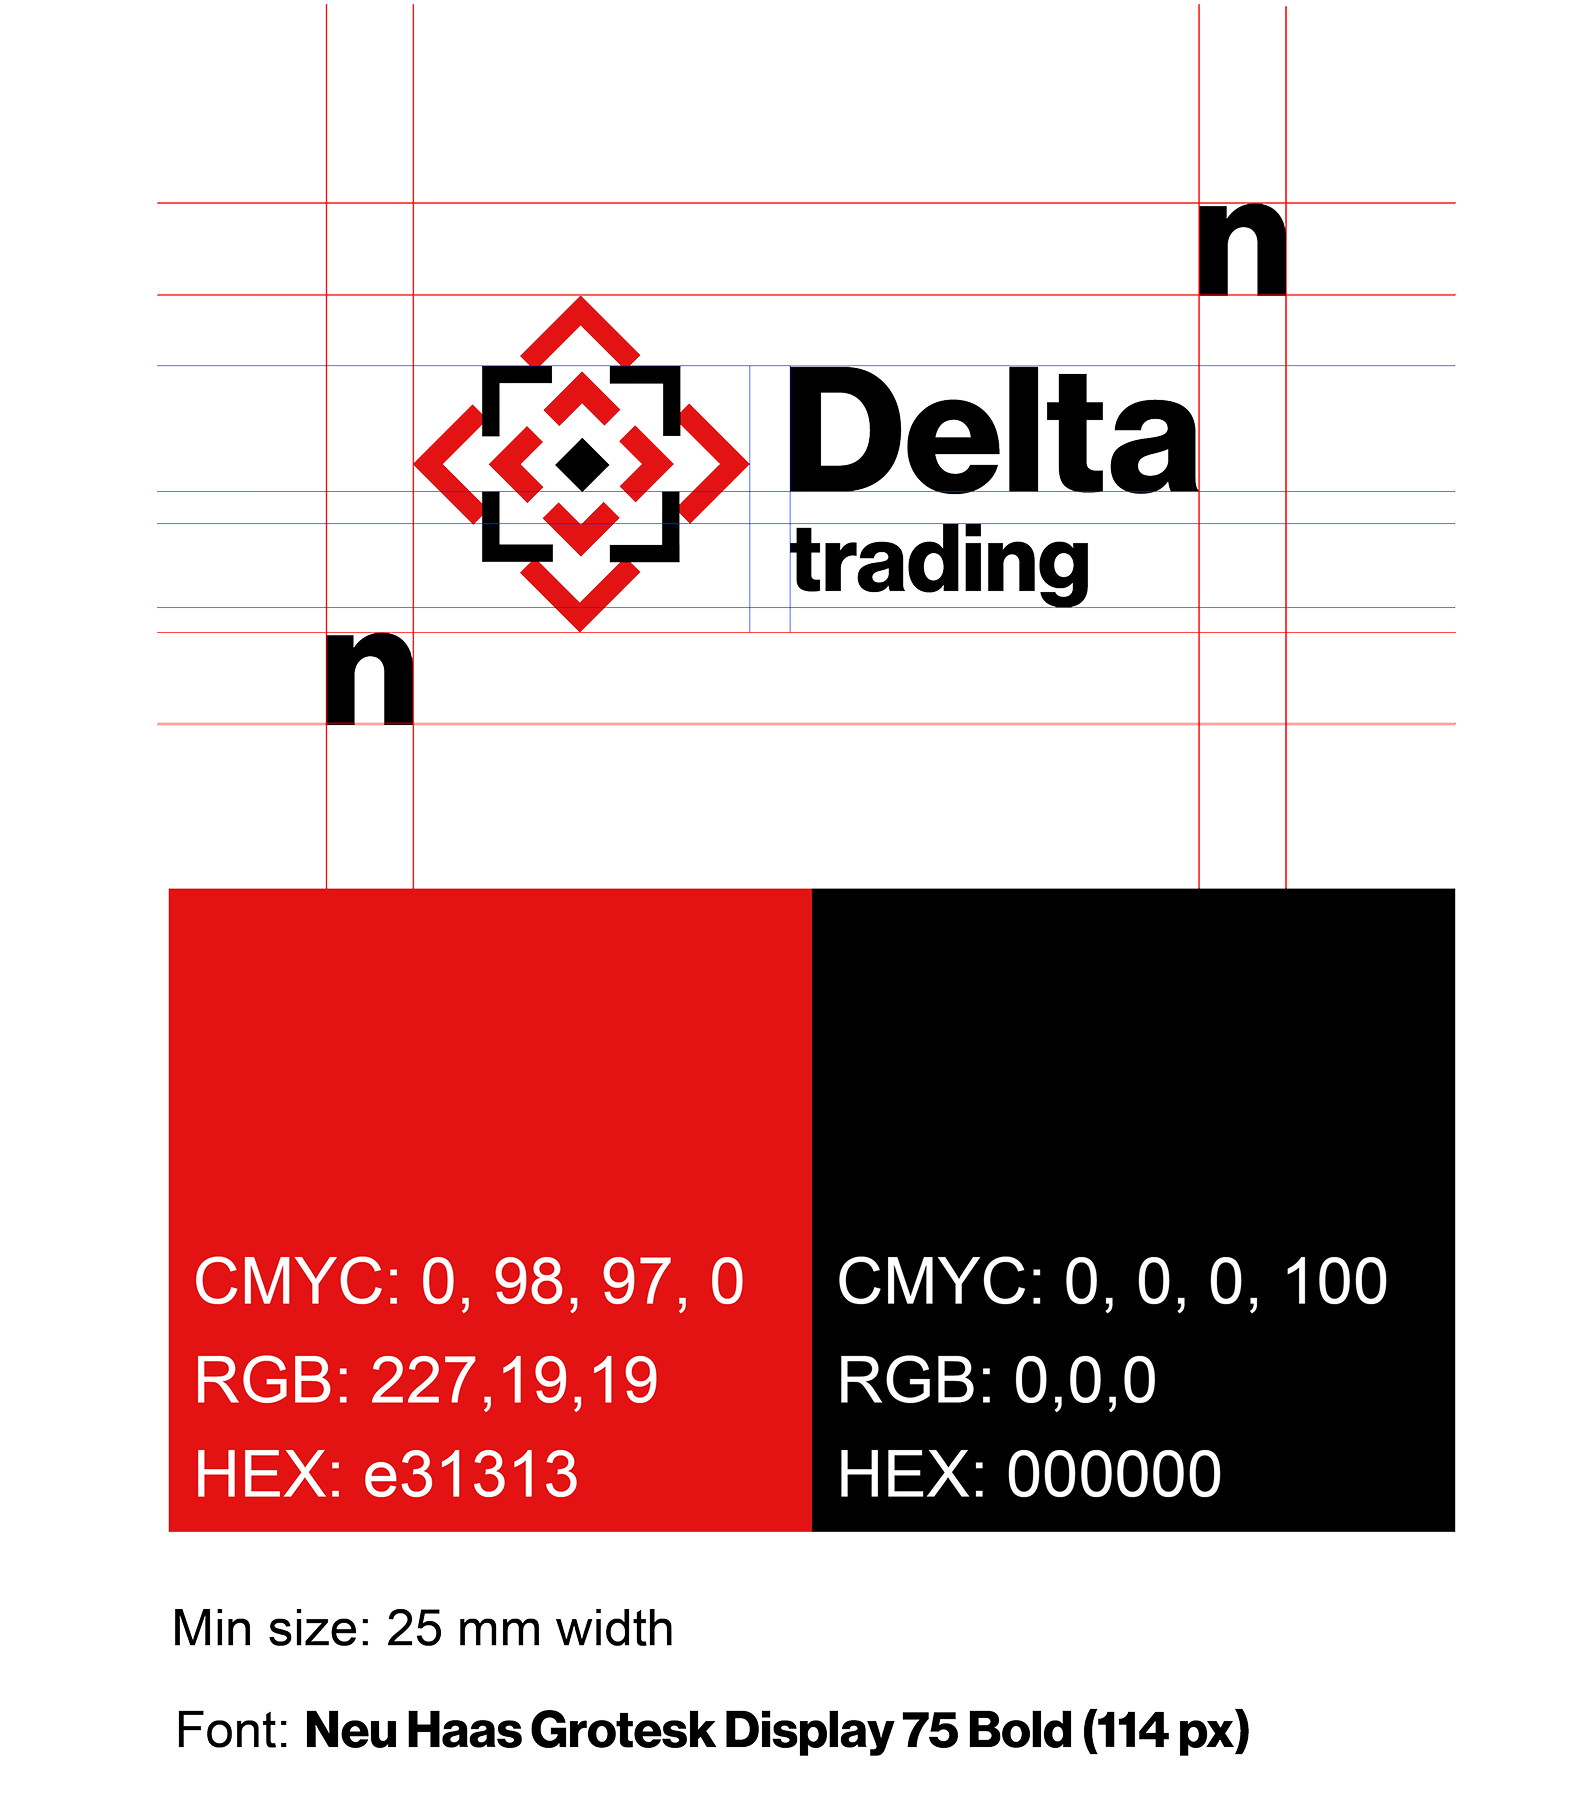 n
Delta
trading
n
CMYC: 0, 98, 97, 0
RGB: 227,19,19
HEX: e31313
CMYC: 0, 0, 0, 100
RGB: 0,0,0
HEX: 000000
Min size: 25 mm width
Font: Neu Haas Grotesk Display 75 Bold (114 px)